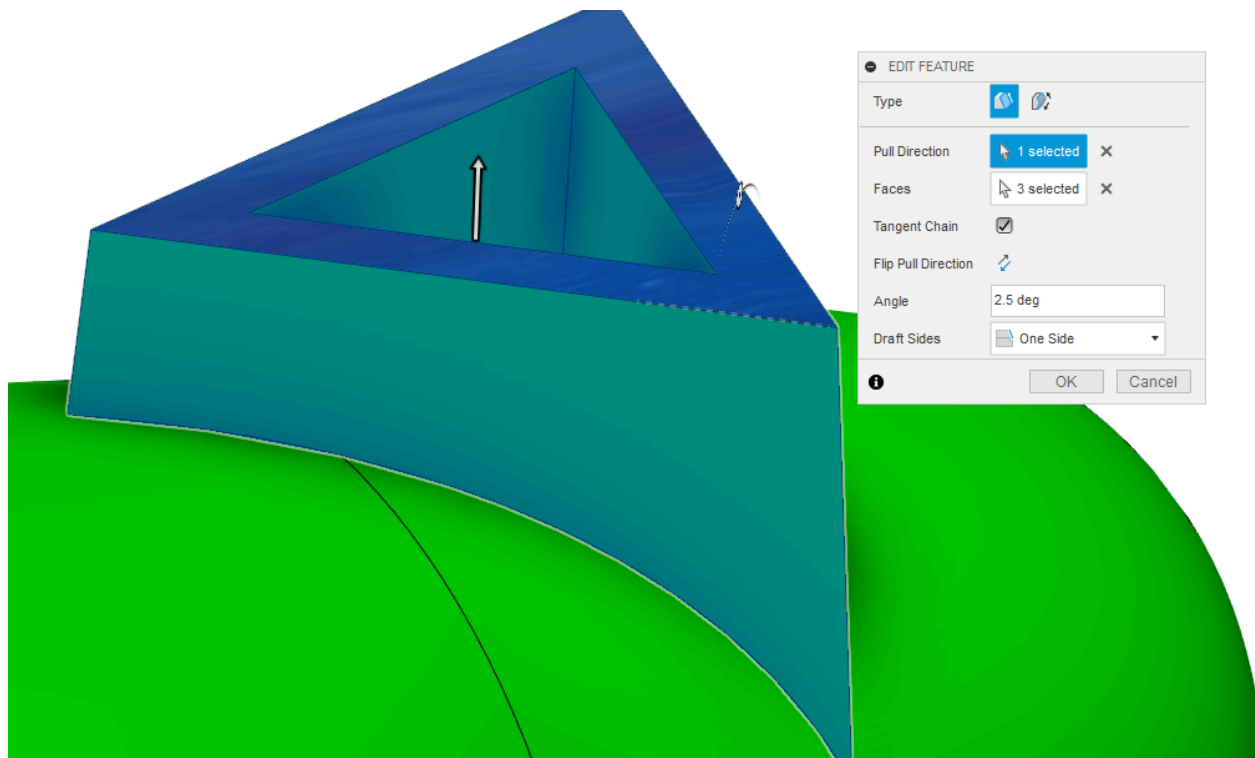 EDIT FEATURE
Type
Pull Direction 1 selected
Faces 3 selected
Tangent Chain
Flip Pull Direction
Angle 2.5 deg
Draft Sides One Side
OK Cancel